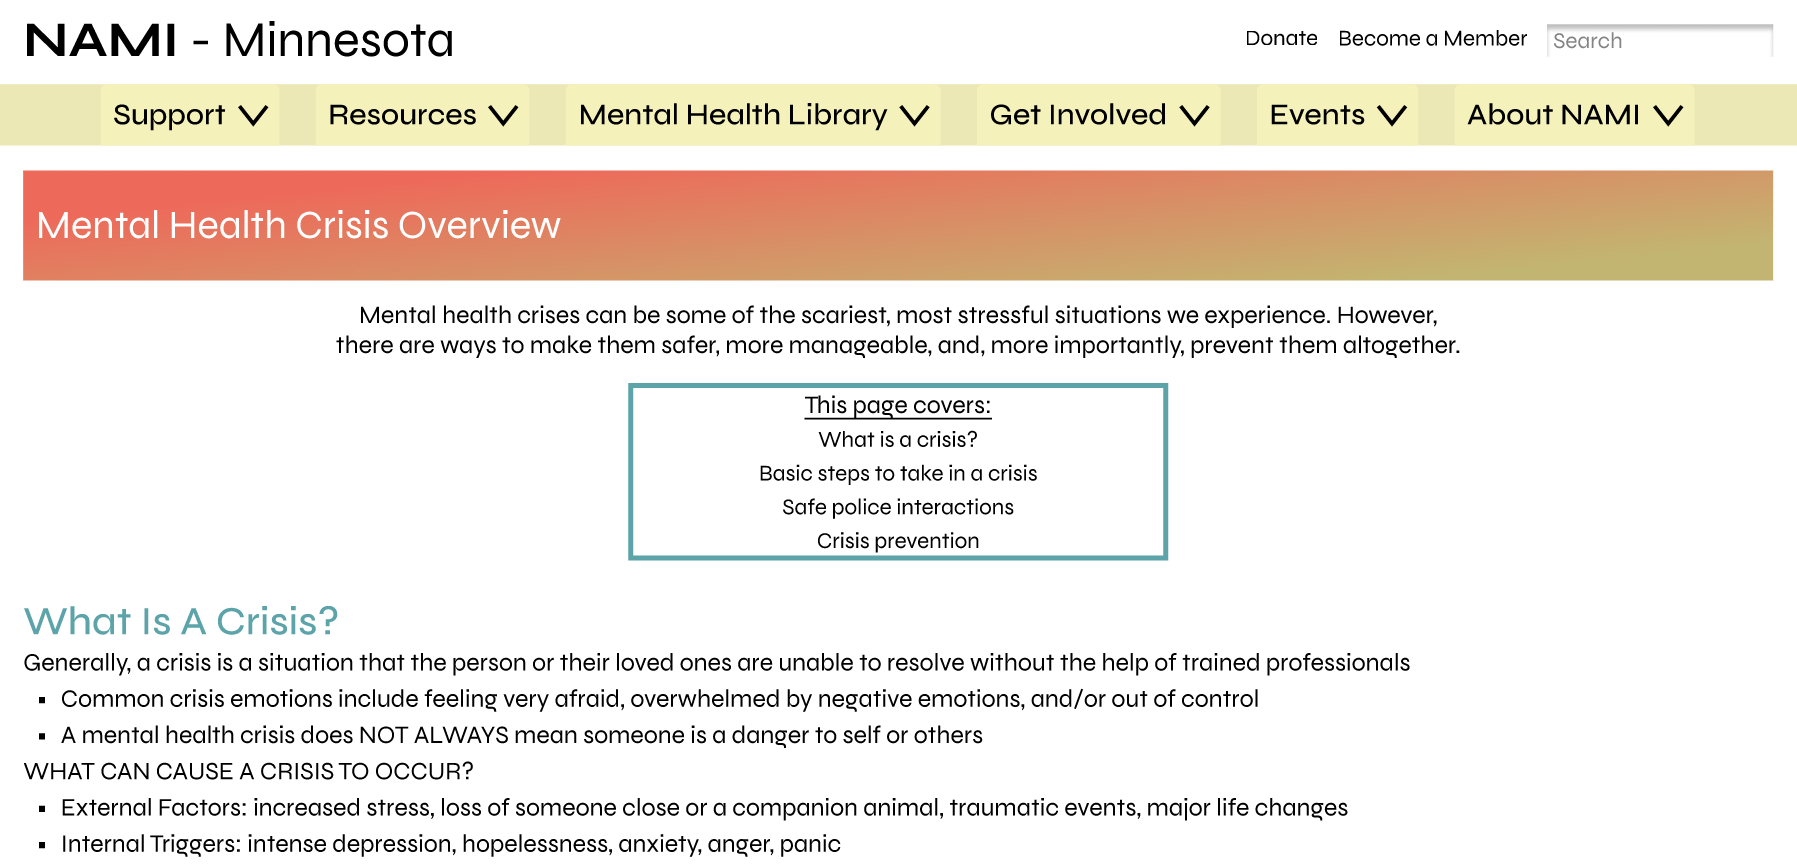 NAMI - Minnesota
Donate Become a Member Search
Support Resources Mental Health Library Get Involved Events About NAMI
Mental Health Crisis Overview
Mental health crises can be some of the scariest, most stressful situations we experience. However,
there are ways to make them safer, more manageable, and, more importantly, prevent them altogether.
This page covers:
What is a crisis?
Basic steps to take in a crisis
Safe police interactions
Crisis prevention
What Is A Crisis?
Generally, a crisis is a situation that the person or their loved ones are unable to resolve without the help of trained professionals
▪ Common crisis emotions include feeling very afraid, overwhelmed by negative emotions, and/or out of control
▪ A mental health crisis does NOT ALWAYS mean someone is a danger to self or others
WHAT CAN CAUSE A CRISIS TO OCCUR?
▪ External Factors: increased stress, loss of someone close or a companion animal, traumatic events, major life changes
▪ Internal Triggers: intense depression, hopelessness, anxiety, anger, panic